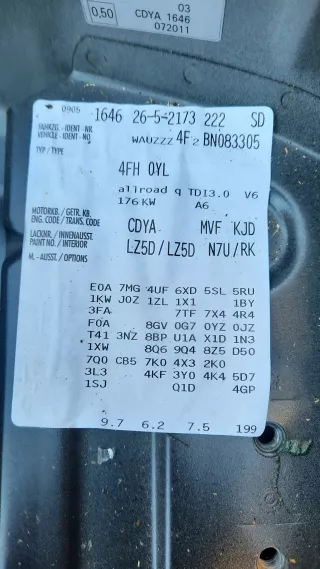 03
0,50 CDYA 1646
072011
0905 1646 26-5-2173 222 SD
FAHRZG.-IDENT-NR.
VEHICLE-IDENT-NO. WAUZZZ 4F2 BN083305
TYP/TYPE
4FH 0YL
allroad q TDI3.0 V6
176KW A6
MOTORKB./GETR.KB.
ENG.CODE/TRANS.CODE CDYA MVF KJD
LACKNR./INNENAUSST.
PAINT NO./INTERIOR LZ5D/LZ5D N7U/RK
M.-AUSST./OPTIONS
E0A 7MG 4UF 6XD 5SL 5RU
1KW J0Z 1ZL 1X1 1BY
3FA 7TF 7X4 4R4
F0A 8GV 0G7 0YZ 0JZ
T41 3NZ 8BP U1A X1D 1N3
1XW 8Q6 9Q4 8Z5 D50
7Q0 CB5 7K0 4X3 2K0
3L3 4KF 3Y0 4K4 5D7
1SJ Q1D 4GP
9.7 6.2 7.5 199